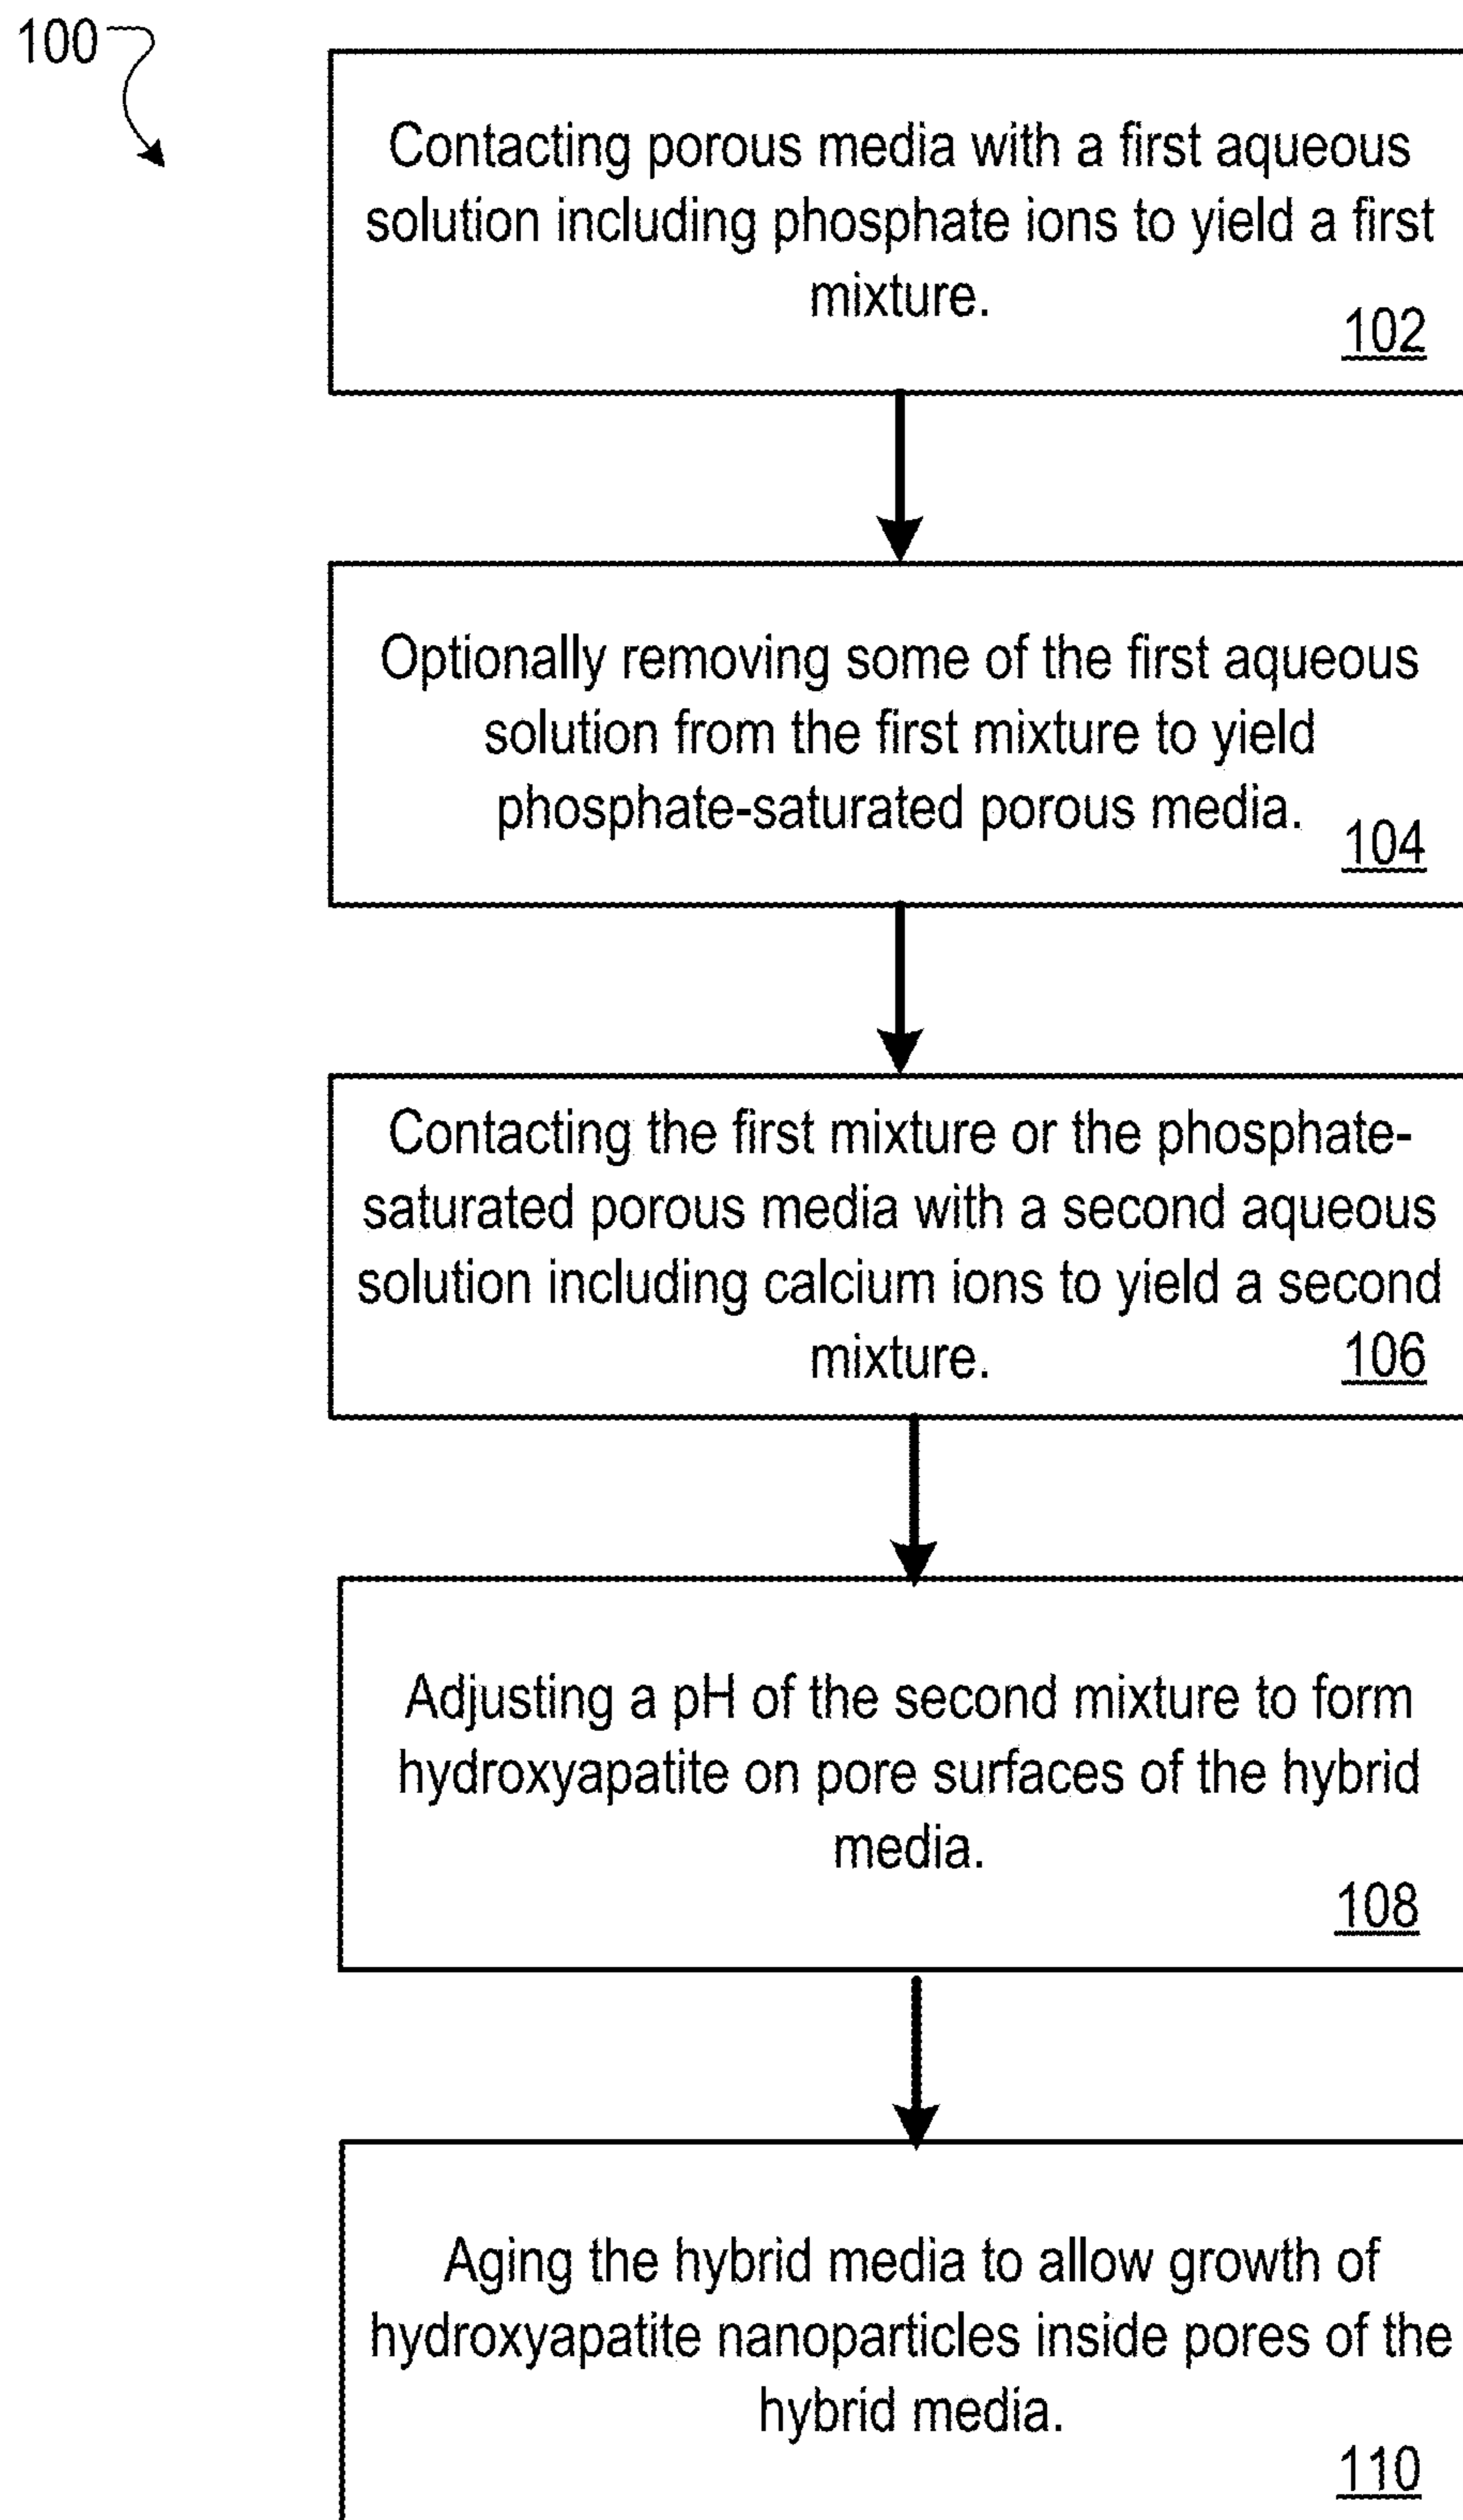 100
Contacting porous media with a first aqueous
solution including phosphate ions to yield a first
mixture.
102
Optionally removing some of the first aqueous
solution from the first mixture to yield
phosphate-saturated porous media.
104
Contacting the first mixture or the phosphate-
saturated porous media with a second aqueous
solution including calcium ions to yield a second
mixture.
106
Adjusting a pH of the second mixture to form
hydroxyapatite on pore surfaces of the hybrid
media.
108
Aging the hybrid media to allow growth of
hydroxyapatite nanoparticles inside pores of the
hybrid media.
110